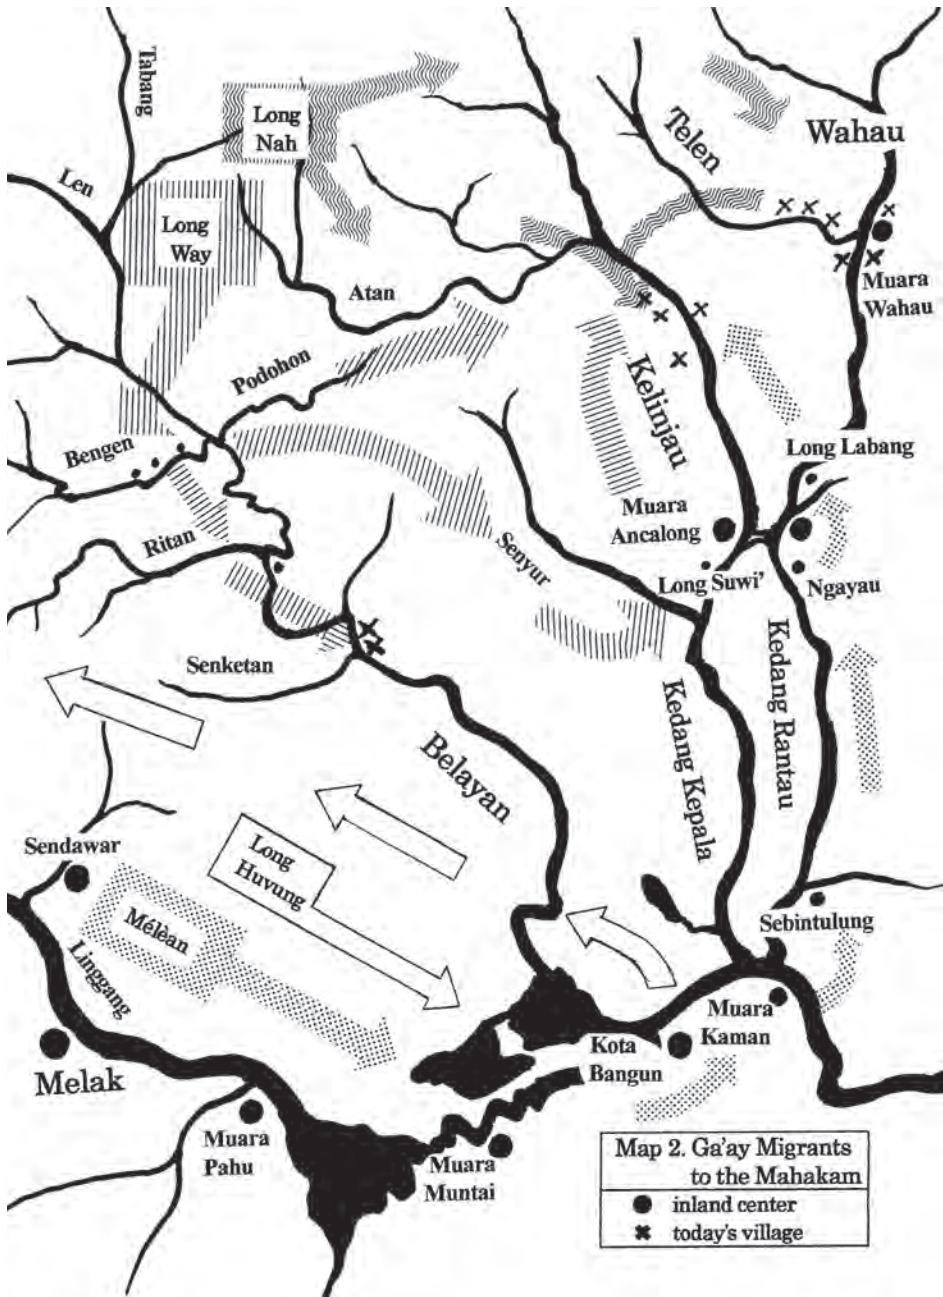 Tabang
Long
Nah
Telen
Wahau
Len
Long
Way
Muara
Wahau
Atan
Podohon
Kelinjau
Bengen
Long Labang
Muara
Ancalong
Ritan
Senyur
Long Suwi'
Ngayau
Senketan
Kedang Kepala
Kedang Rantau
Belayan
Sendawar
Long
Huvung
Mélèan
Sebintulung
Linggang
Muara
Kaman
Kota
Bangun
Melak
Muara
Pahu
Muara
Muntai
Map 2. Ga'ay Migrants
to the Mahakam
inland center
today's village